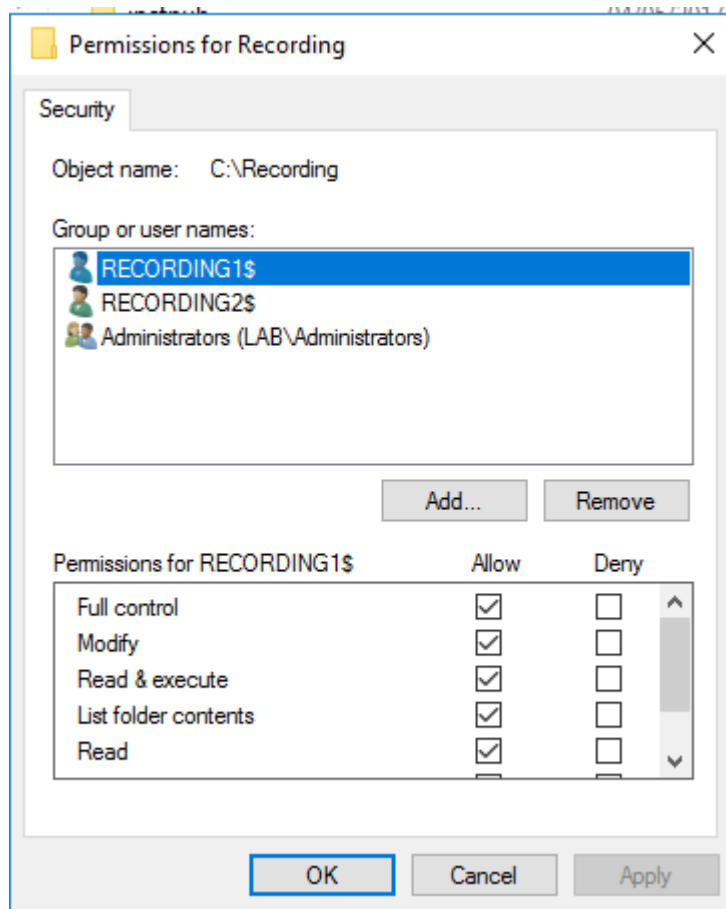 Permissions for Recording
Security
Object name: C:\Recording
Group or user names:
RECORDING1$
RECORDING2$
Administrators (LAB\Administrators)
Add... Remove
Permissions for RECORDING1$ Allow Deny
Full control
Modify
Read & execute
List folder contents
Read
OK Cancel Apply